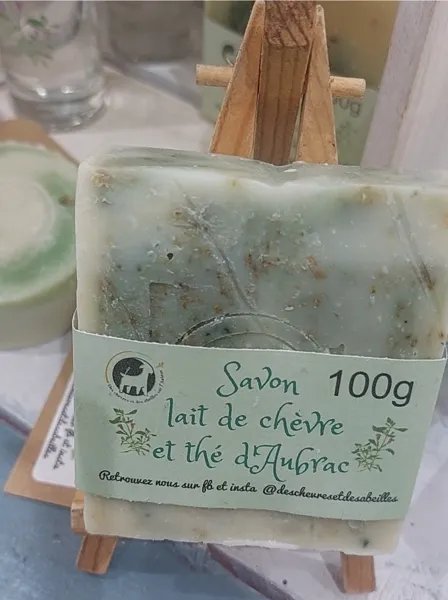 Savon 100g
lait de chèvre
et thé d'Aubrac
Retrouvez nous sur fb et insta @deschevresetdesabeilles